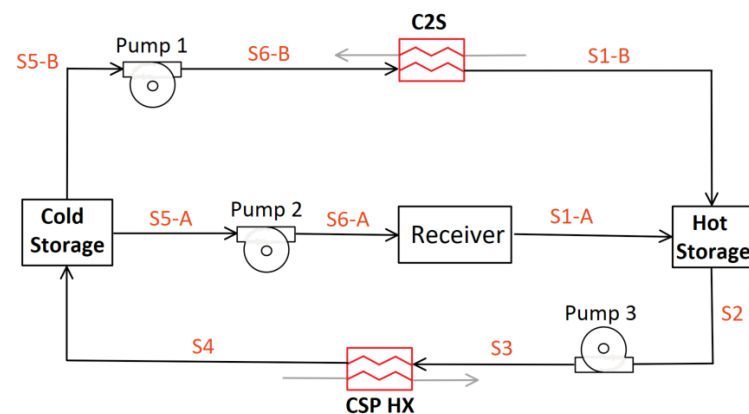 C2S
Pump 1
S5-B
S6-B
S1-B
Cold
Storage
S5-A
Pump 2
S6-A
Receiver
S1-A
Hot
Storage
S2
Pump 3
S4
S3
CSP HX